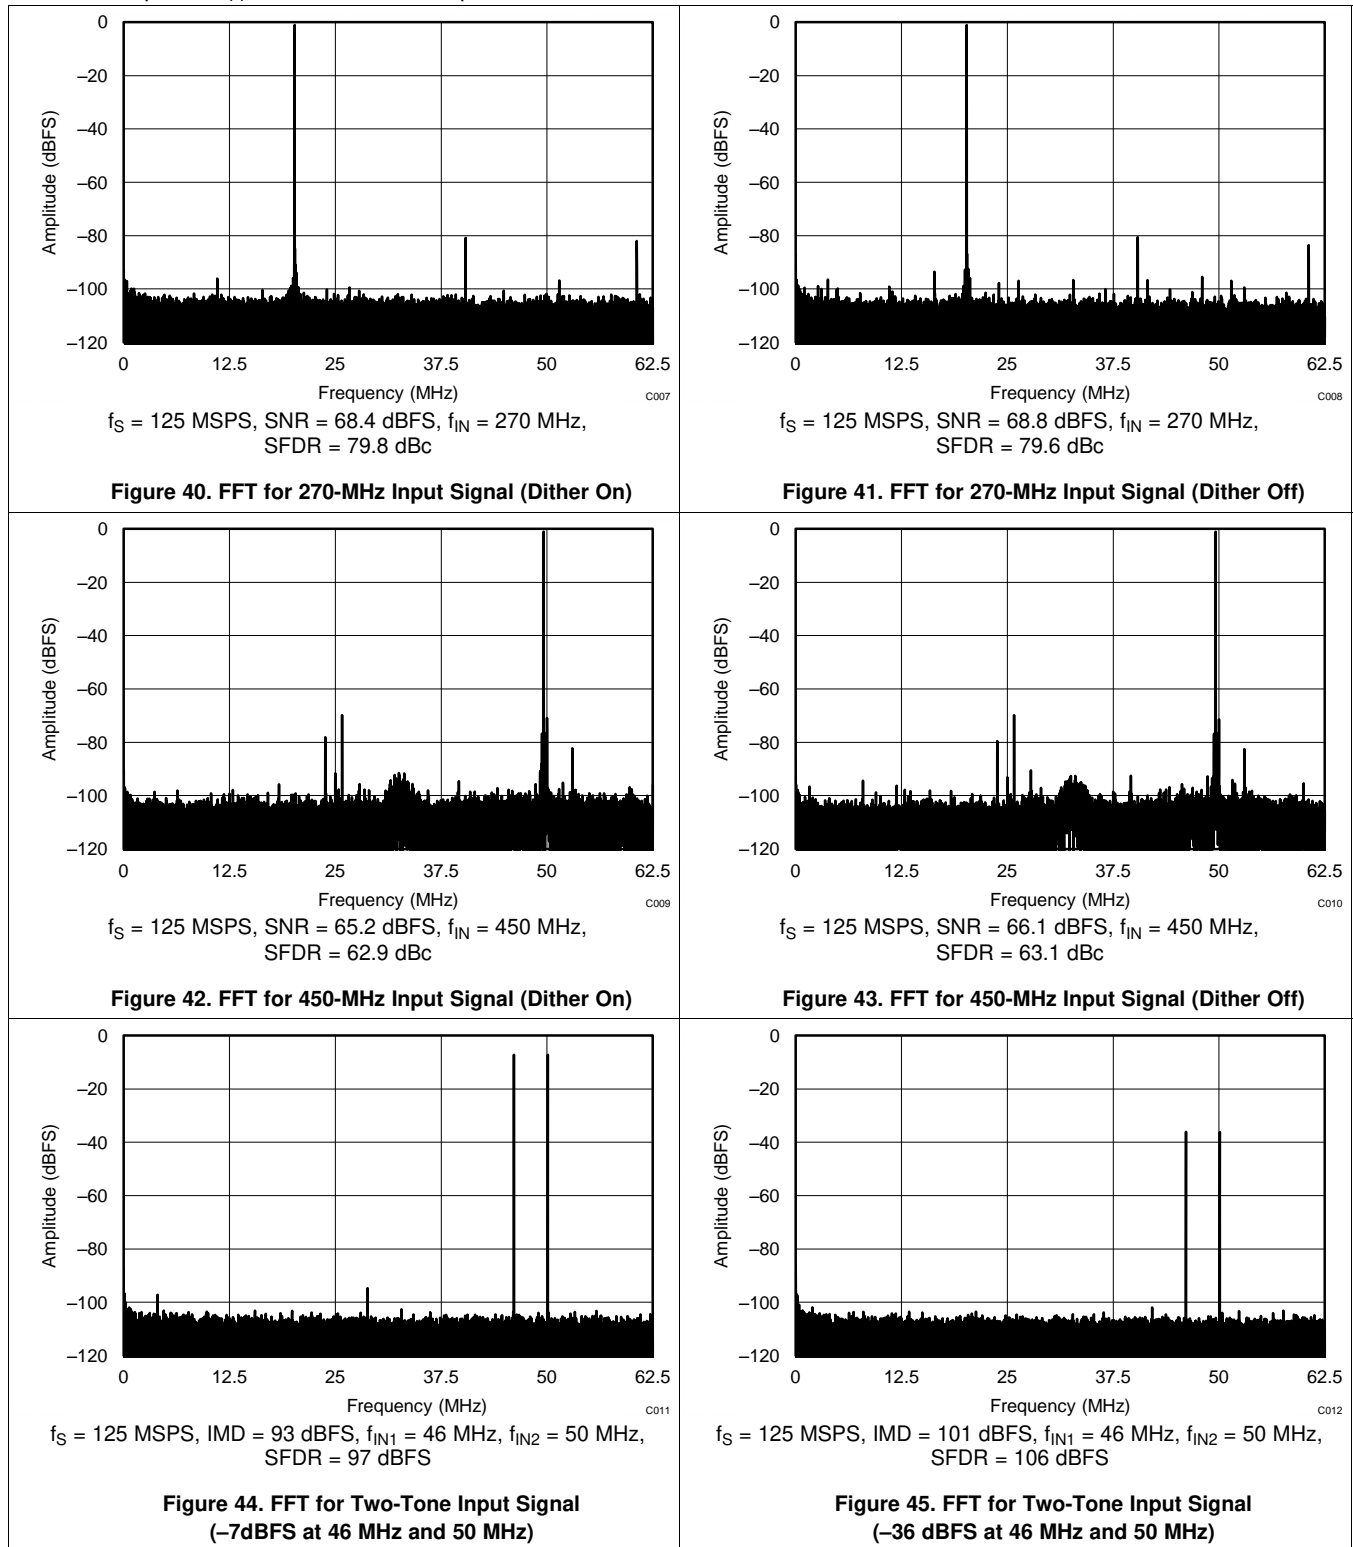 0
–20
–40
–60
–80
–100
–120
0 12.5 25 37.5 50 62.5
Amplitude (dBFS)
Frequency (MHz)
C007
f_S = 125 MSPS, SNR = 68.4 dBFS, f_IN = 270 MHz,
SFDR = 79.8 dBc
Figure 40. FFT for 270-MHz Input Signal (Dither On)
0
–20
–40
–60
–80
–100
–120
0 12.5 25 37.5 50 62.5
Amplitude (dBFS)
Frequency (MHz)
C008
f_S = 125 MSPS, SNR = 68.8 dBFS, f_IN = 270 MHz,
SFDR = 79.6 dBc
Figure 41. FFT for 270-MHz Input Signal (Dither Off)
0
–20
–40
–60
–80
–100
–120
0 12.5 25 37.5 50 62.5
Amplitude (dBFS)
Frequency (MHz)
C009
f_S = 125 MSPS, SNR = 65.2 dBFS, f_IN = 450 MHz,
SFDR = 62.9 dBc
Figure 42. FFT for 450-MHz Input Signal (Dither On)
0
–20
–40
–60
–80
–100
–120
0 12.5 25 37.5 50 62.5
Amplitude (dBFS)
Frequency (MHz)
C010
f_S = 125 MSPS, SNR = 66.1 dBFS, f_IN = 450 MHz,
SFDR = 63.1 dBc
Figure 43. FFT for 450-MHz Input Signal (Dither Off)
0
–20
–40
–60
–80
–100
–120
0 12.5 25 37.5 50 62.5
Amplitude (dBFS)
Frequency (MHz)
C011
f_S = 125 MSPS, IMD = 93 dBFS, f_IN1 = 46 MHz, f_IN2 = 50 MHz,
SFDR = 97 dBFS
Figure 44. FFT for Two-Tone Input Signal
(–7dBFS at 46 MHz and 50 MHz)
0
–20
–40
–60
–80
–100
–120
0 12.5 25 37.5 50 62.5
Amplitude (dBFS)
Frequency (MHz)
C012
f_S = 125 MSPS, IMD = 101 dBFS, f_IN1 = 46 MHz, f_IN2 = 50 MHz,
SFDR = 106 dBFS
Figure 45. FFT for Two-Tone Input Signal
(–36 dBFS at 46 MHz and 50 MHz)